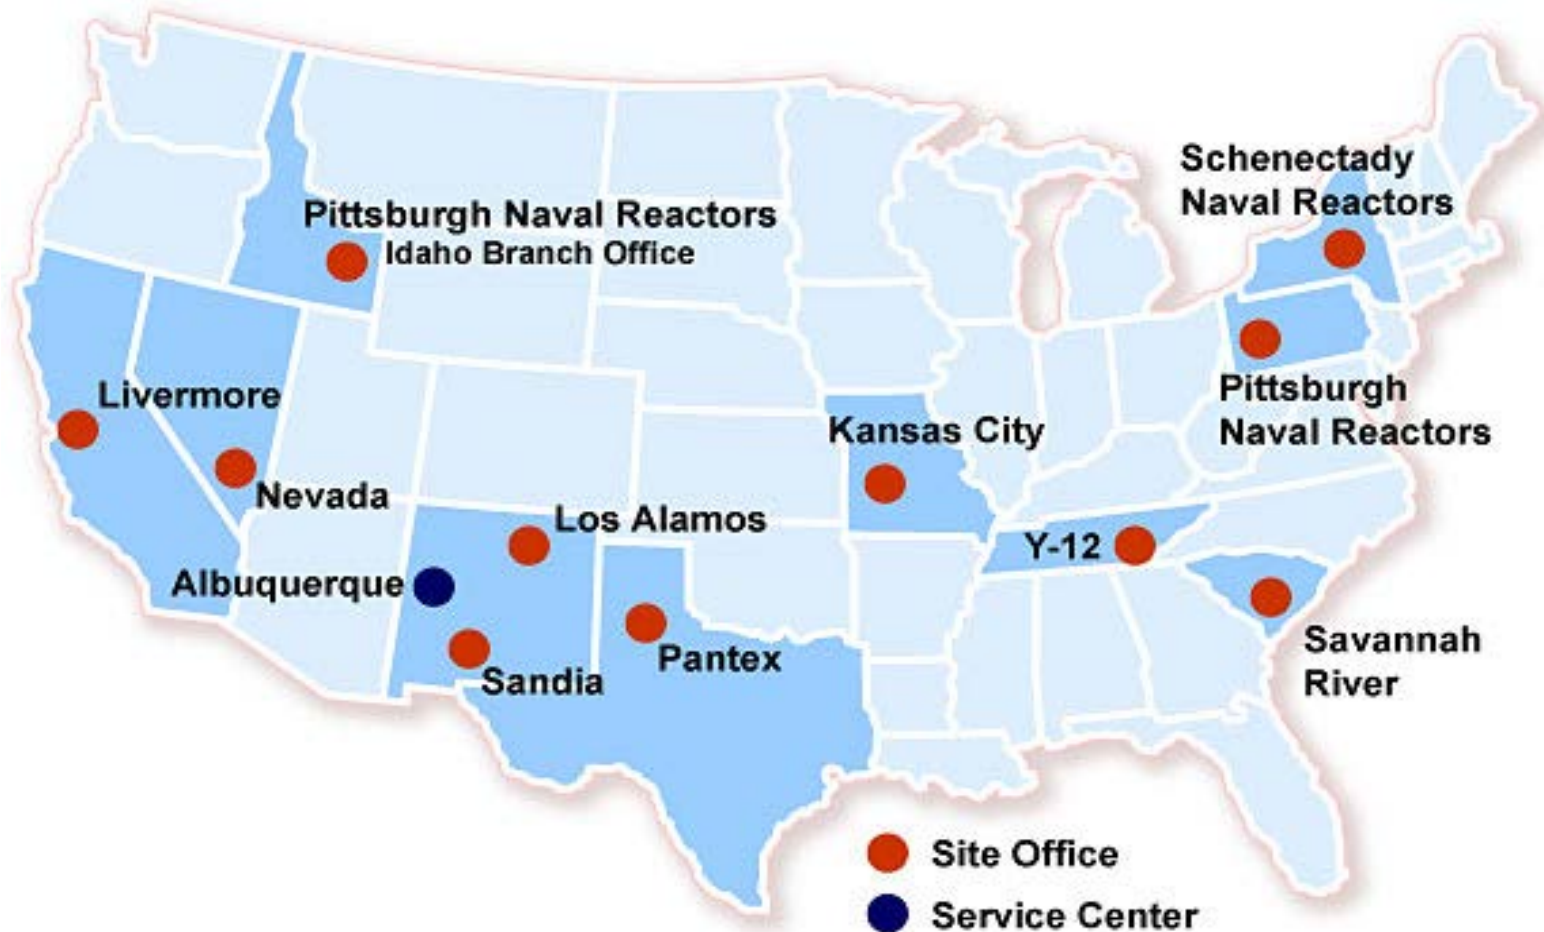 Schenectady
Naval Reactors
Pittsburgh Naval Reactors
Idaho Branch Office
Pittsburgh
Naval Reactors
Livermore
Kansas City
Nevada
Los Alamos
Y-12
Albuquerque
Pantex
Sandia
Savannah
River
Site Office
Service Center